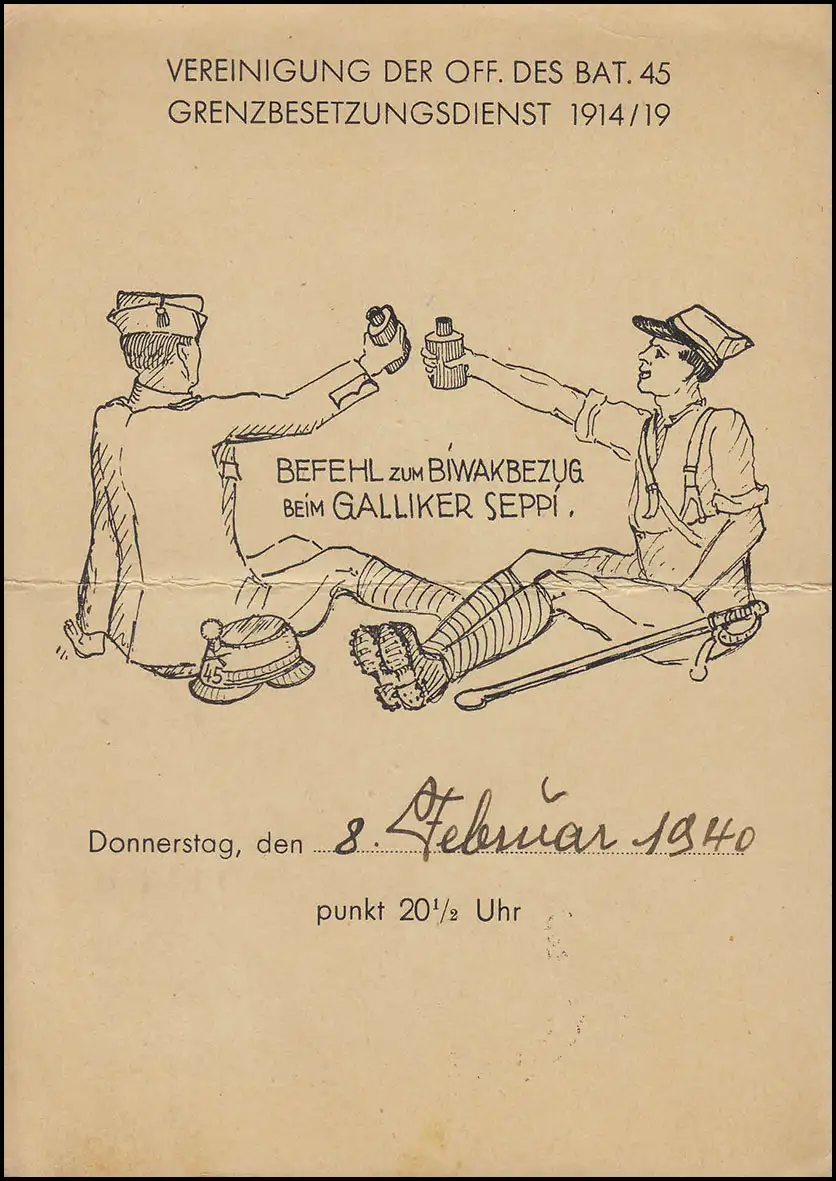 VEREINIGUNG DER OFF. DES BAT. 45
GRENZBESETZUNGSDIENST 1914/19
BEFEHL ZUM BIWAKBEZUG
BEIM GALLIKER SEPPI.
45
Donnerstag, den 8. Februar 1940
punkt 20½ Uhr